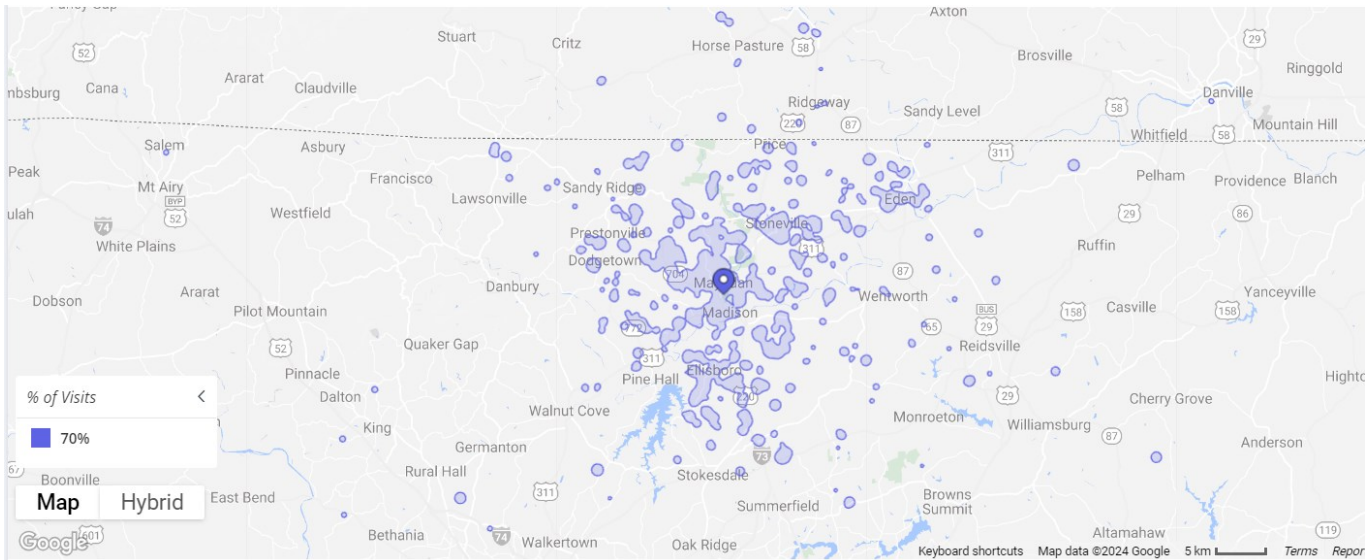 Axton
Stuart
Critz
Horse Pasture
58
52
Brosville
29
Ringgold
Ararat
Cana
Claudville
Ridgeway
Sandy Level
Danville
58
220
87
Mountain Hill
Whitfield
58
Salem
Asbury
Price
311
Peak
Francisco
Pelham
Providence
Blanch
Mt Airy
BYP
52
Sandy Ridge
Lawsonville
Eden
Westfield
29
86
74
White Plains
Prestonville
Stoneville
311
Ruffin
Dodgetown
704
87
Danbury
Wentworth
Yanceyville
Dobson
Ararat
Pilot Mountain
Madison
BUS
29
158
Casville
158
65
772
Reidsville
Quaker Gap
52
311
Pinnacle
Pine Hall
Ellisboro
220
29
Dalton
Walnut Cove
Cherry Grove
Monroeton
Williamsburg
King
87
Anderson
Germanton
73
Rural Hall
Stokesdale
67
Boonville
East Bend
311
Summerfield
Browns
Summit
Bethania
74
Walkertown
Oak Ridge
Altamahaw
119
601
% of Visits
70%
Map
Hybrid
Google
Keyboard shortcuts
Map data ©2024 Google
5 km
Terms